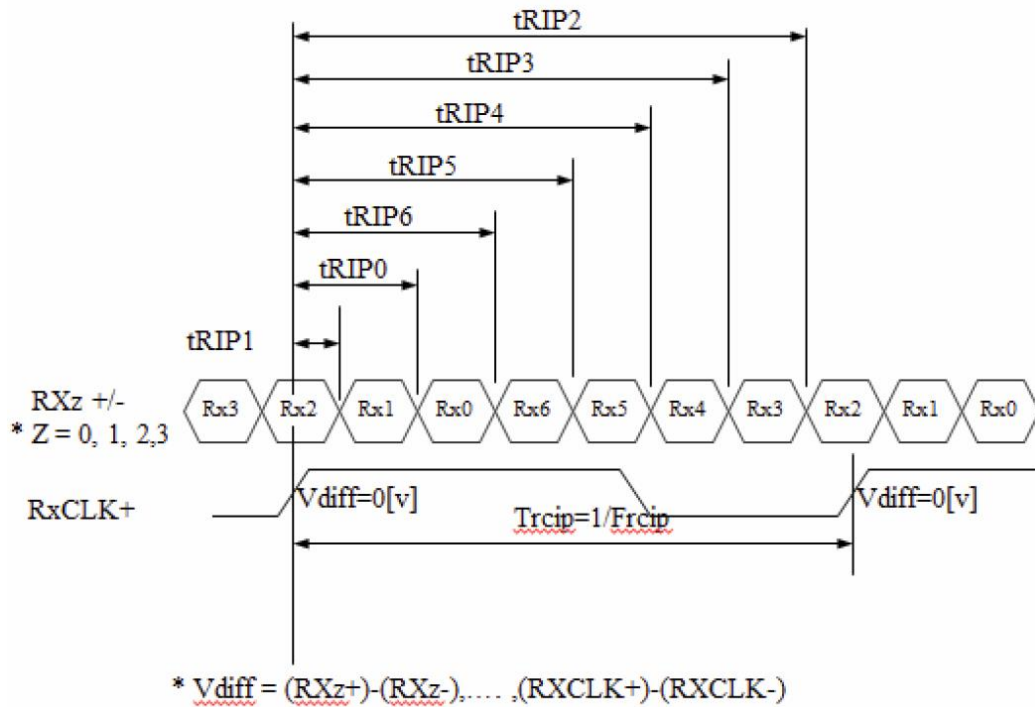 tRIP2
tRIP3
tRIP4
tRIP5
tRIP6
tRIP0
tRIP1
RXz +/-
* Z = 0, 1, 2,3
Rx3 Rx2 Rx1 Rx0 Rx6 Rx5 Rx4 Rx3 Rx2 Rx1 Rx0
RxCLK+
Vdiff=0[v]
Vdiff=0[v]
Trcip=1/Frcip
* Vdiff = (RXz+)-(RXz-),.... ,(RXCLK+)-(RXCLK-)